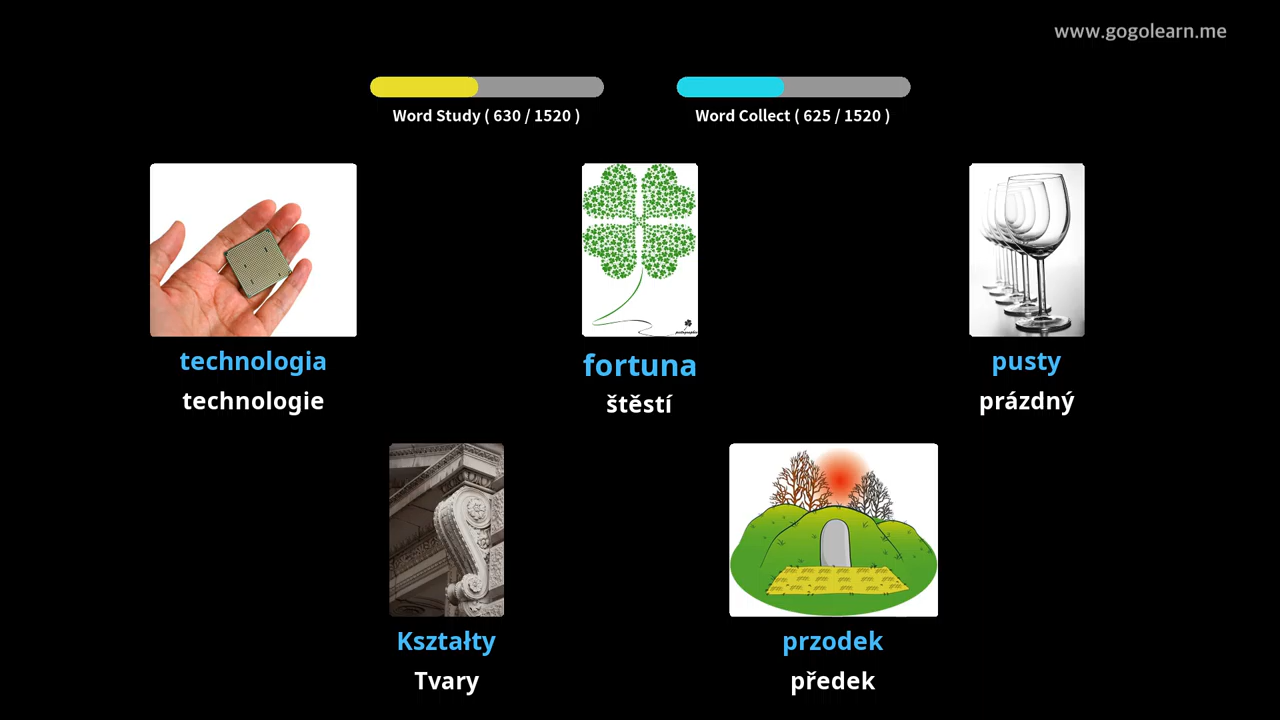 www.gogolearn.me
Word Study ( 630 / 1520 )
Word Collect ( 625 / 1520 )
technologia
technologie
fortuna
štěstí
pusty
prázdný
Kształty
Tvary
przodek
předek